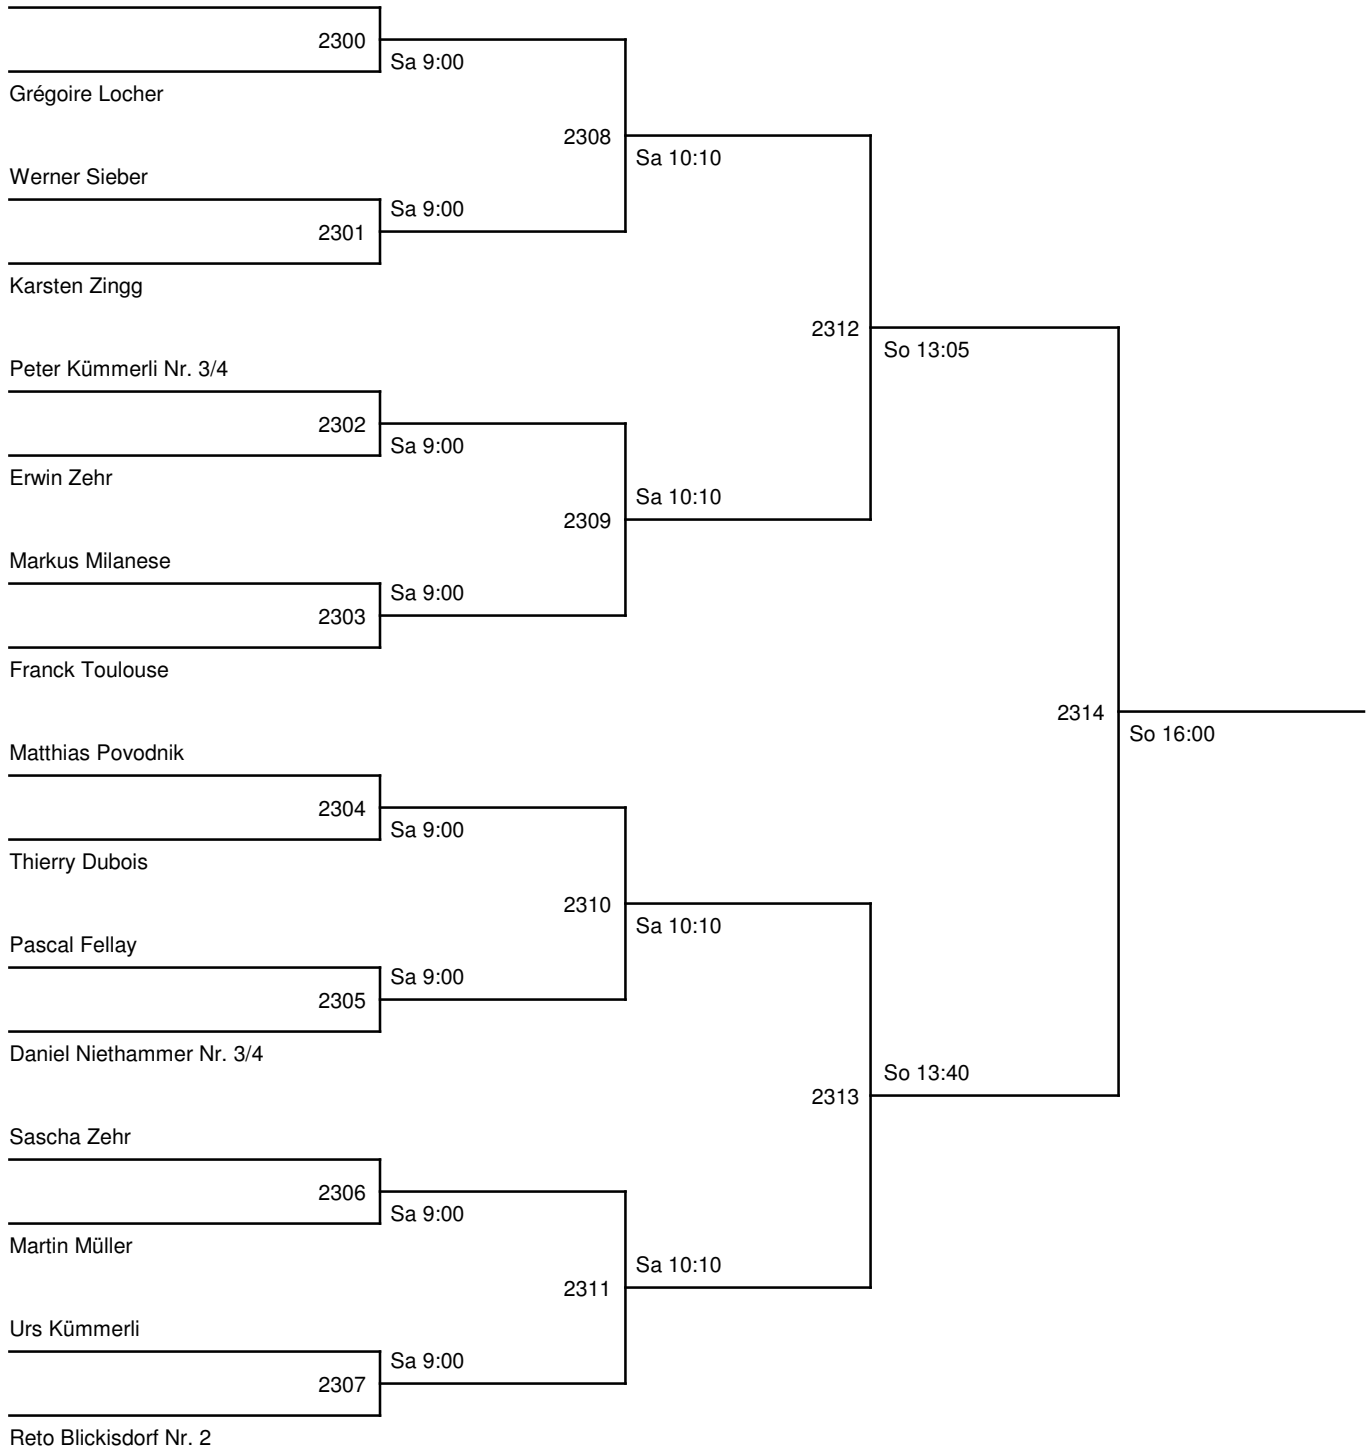 2300
Sa 9:00
Grégoire Locher
2308
Sa 10:10
Werner Sieber
Sa 9:00
2301
Karsten Zingg
2312
So 13:05
Peter Kümmerli Nr. 3/4
2302
Sa 9:00
Erwin Zehr
Sa 10:10
2309
Markus Milanese
Sa 9:00
2303
Franck Toulouse
2314
So 16:00
Matthias Povodnik
2304
Sa 9:00
Thierry Dubois
2310
Sa 10:10
Pascal Fellay
Sa 9:00
2305
Daniel Niethammer Nr. 3/4
So 13:40
2313
Sascha Zehr
2306
Sa 9:00
Martin Müller
Sa 10:10
2311
Urs Kümmerli
Sa 9:00
2307
Reto Blickisdorf Nr. 2